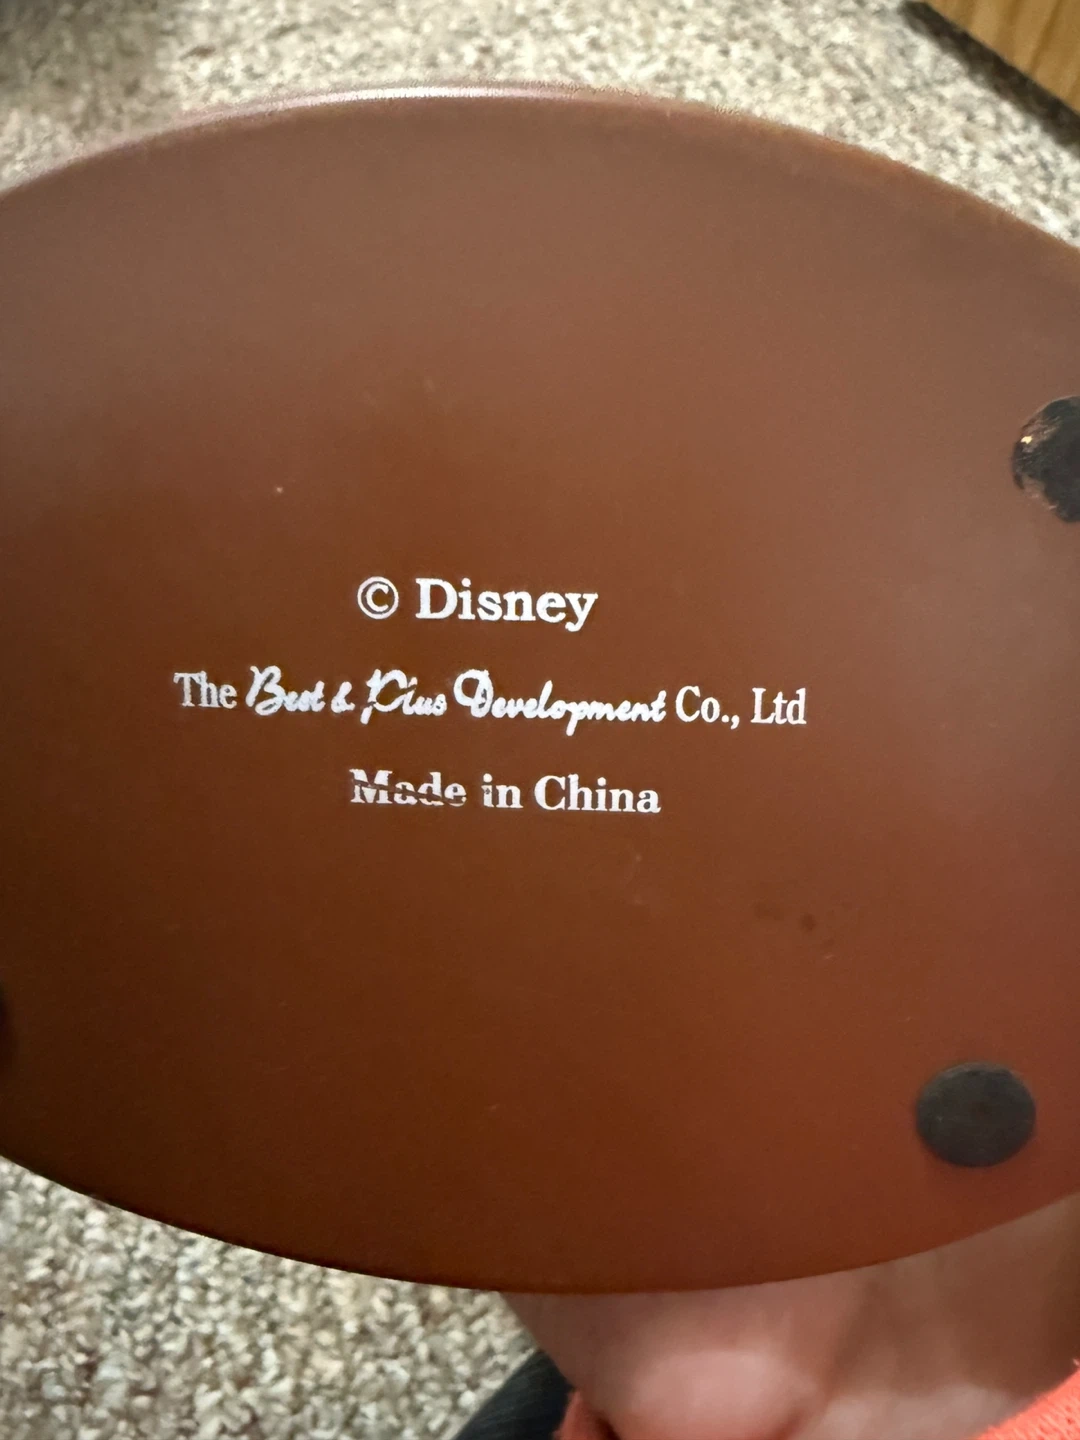 © Disney
The Best & Plus Development Co., Ltd
Made in China